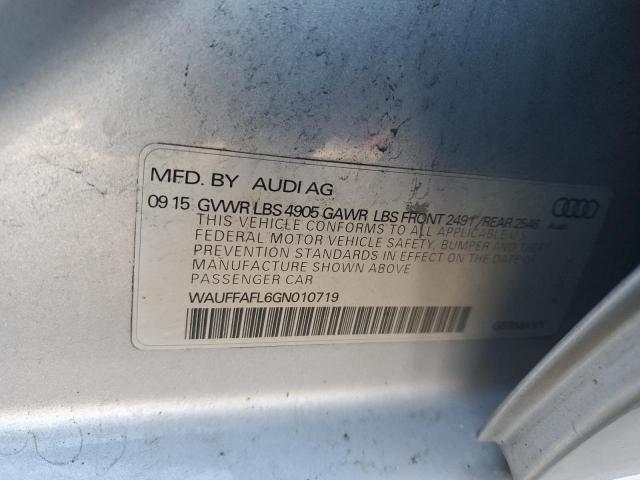 MFD. BY AUDI AG
09 15 GVWR LBS 4905 GAWR LBS FRONT 2491 / REAR 2546
THIS VEHICLE CONFORMS TO ALL APPLICABLE U.S.
FEDERAL MOTOR VEHICLE SAFETY, BUMPER AND THEFT
PREVENTION STANDARDS IN EFFECT ON THE DATE OF
MANUFACTURE SHOWN ABOVE
PASSENGER CAR
WAUFFAFL6GN010719
GERMANY
Audi